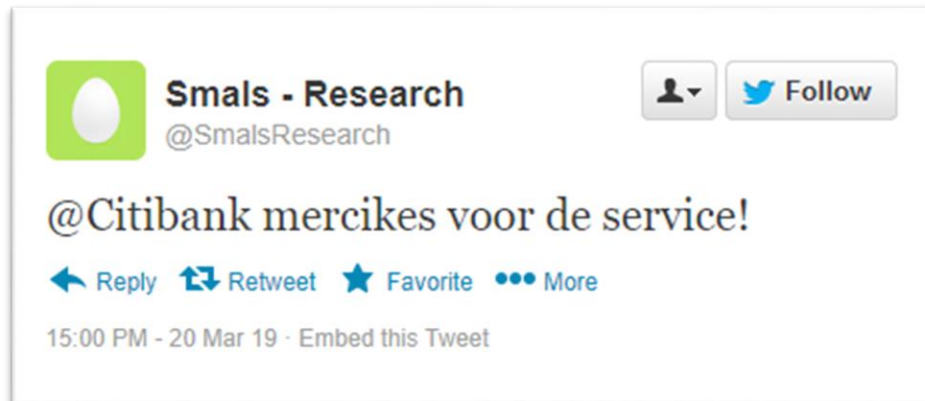 Smals - Research
@SmalsResearch
Follow
@Citibank mercikes voor de service!
Reply Retweet Favorite More
15:00 PM - 20 Mar 19 · Embed this Tweet